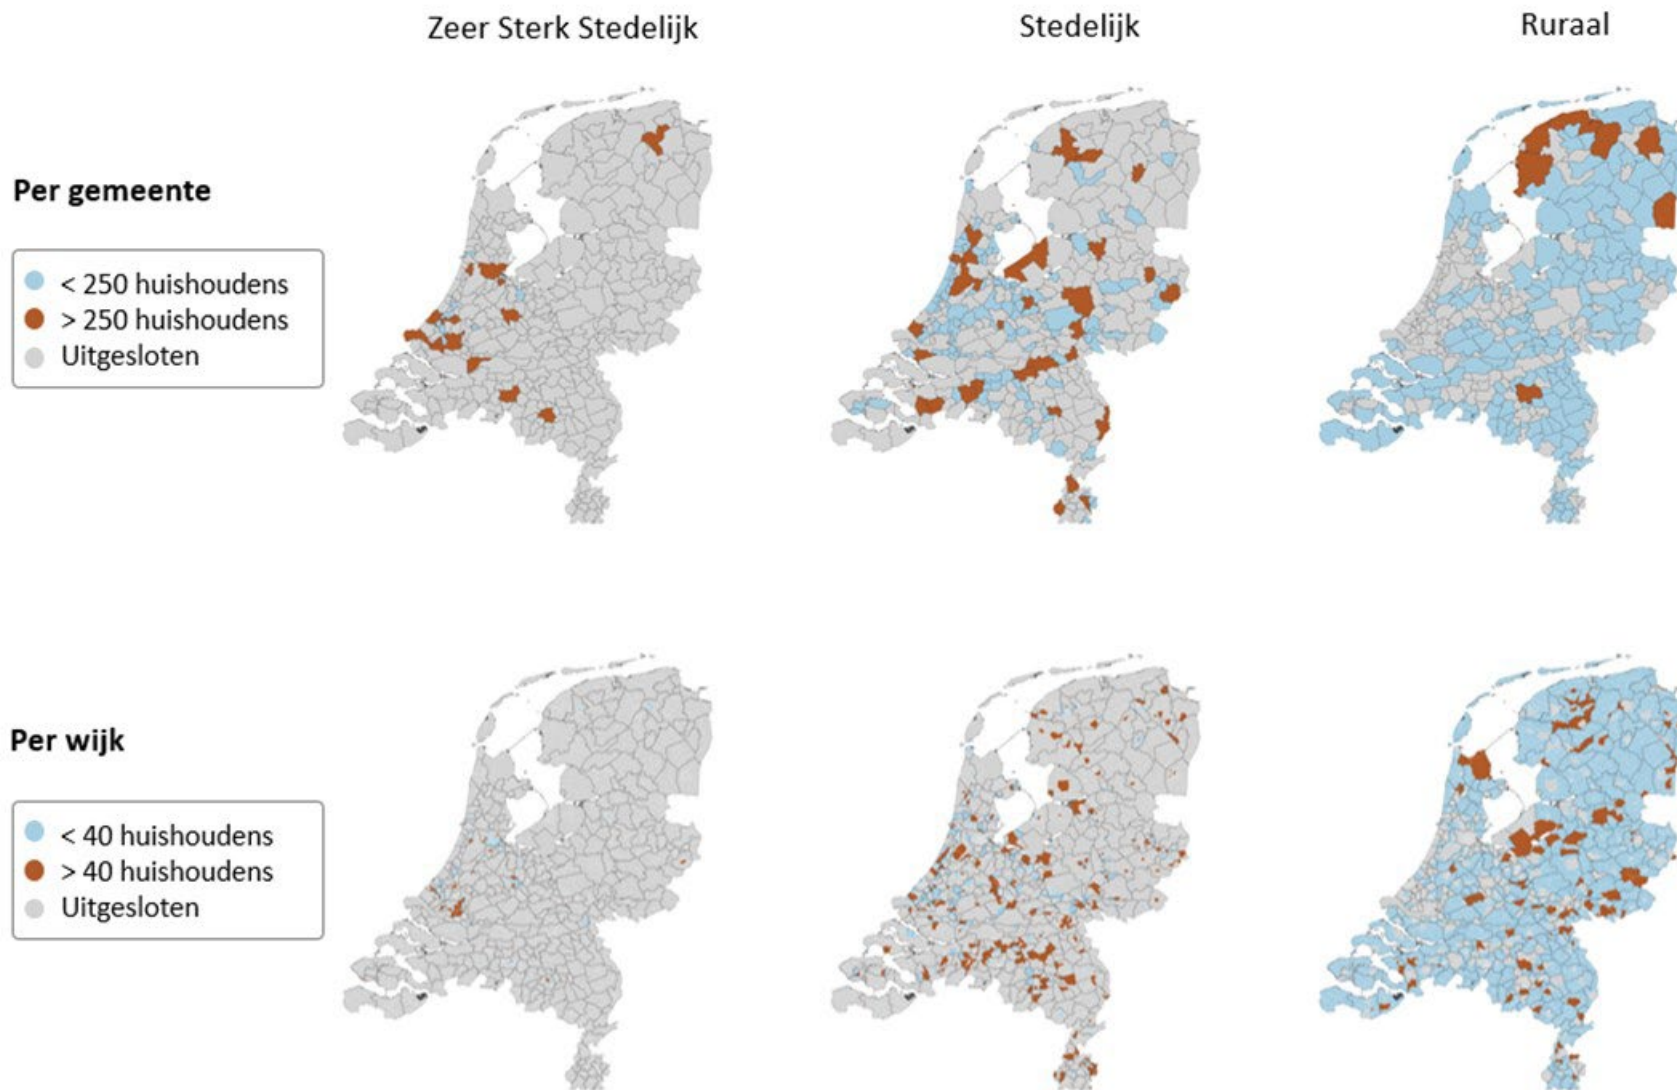 Zeer Sterk Stedelijk
Stedelijk
Ruraal
Per gemeente
< 250 huishoudens
> 250 huishoudens
Uitgesloten
Per wijk
< 40 huishoudens
> 40 huishoudens
Uitgesloten